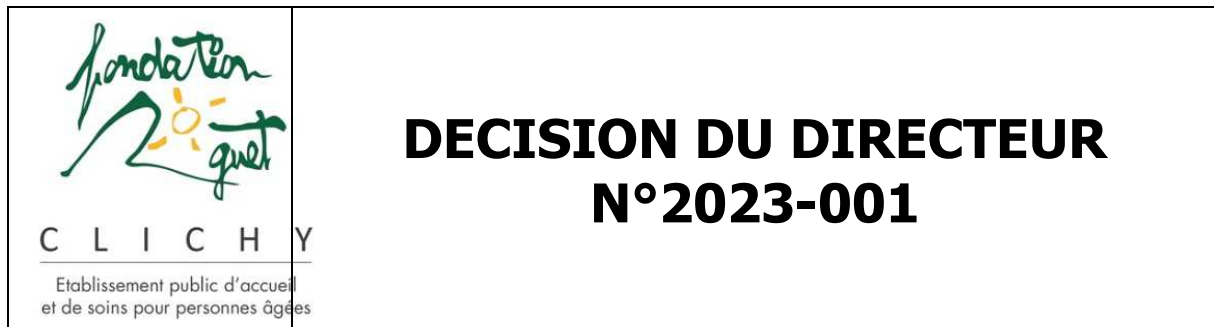 fondation
Roguet
C L I C H Y
Etablissement public d'accueil
et de soins pour personnes âgées
DECISION DU DIRECTEUR
N°2023-001